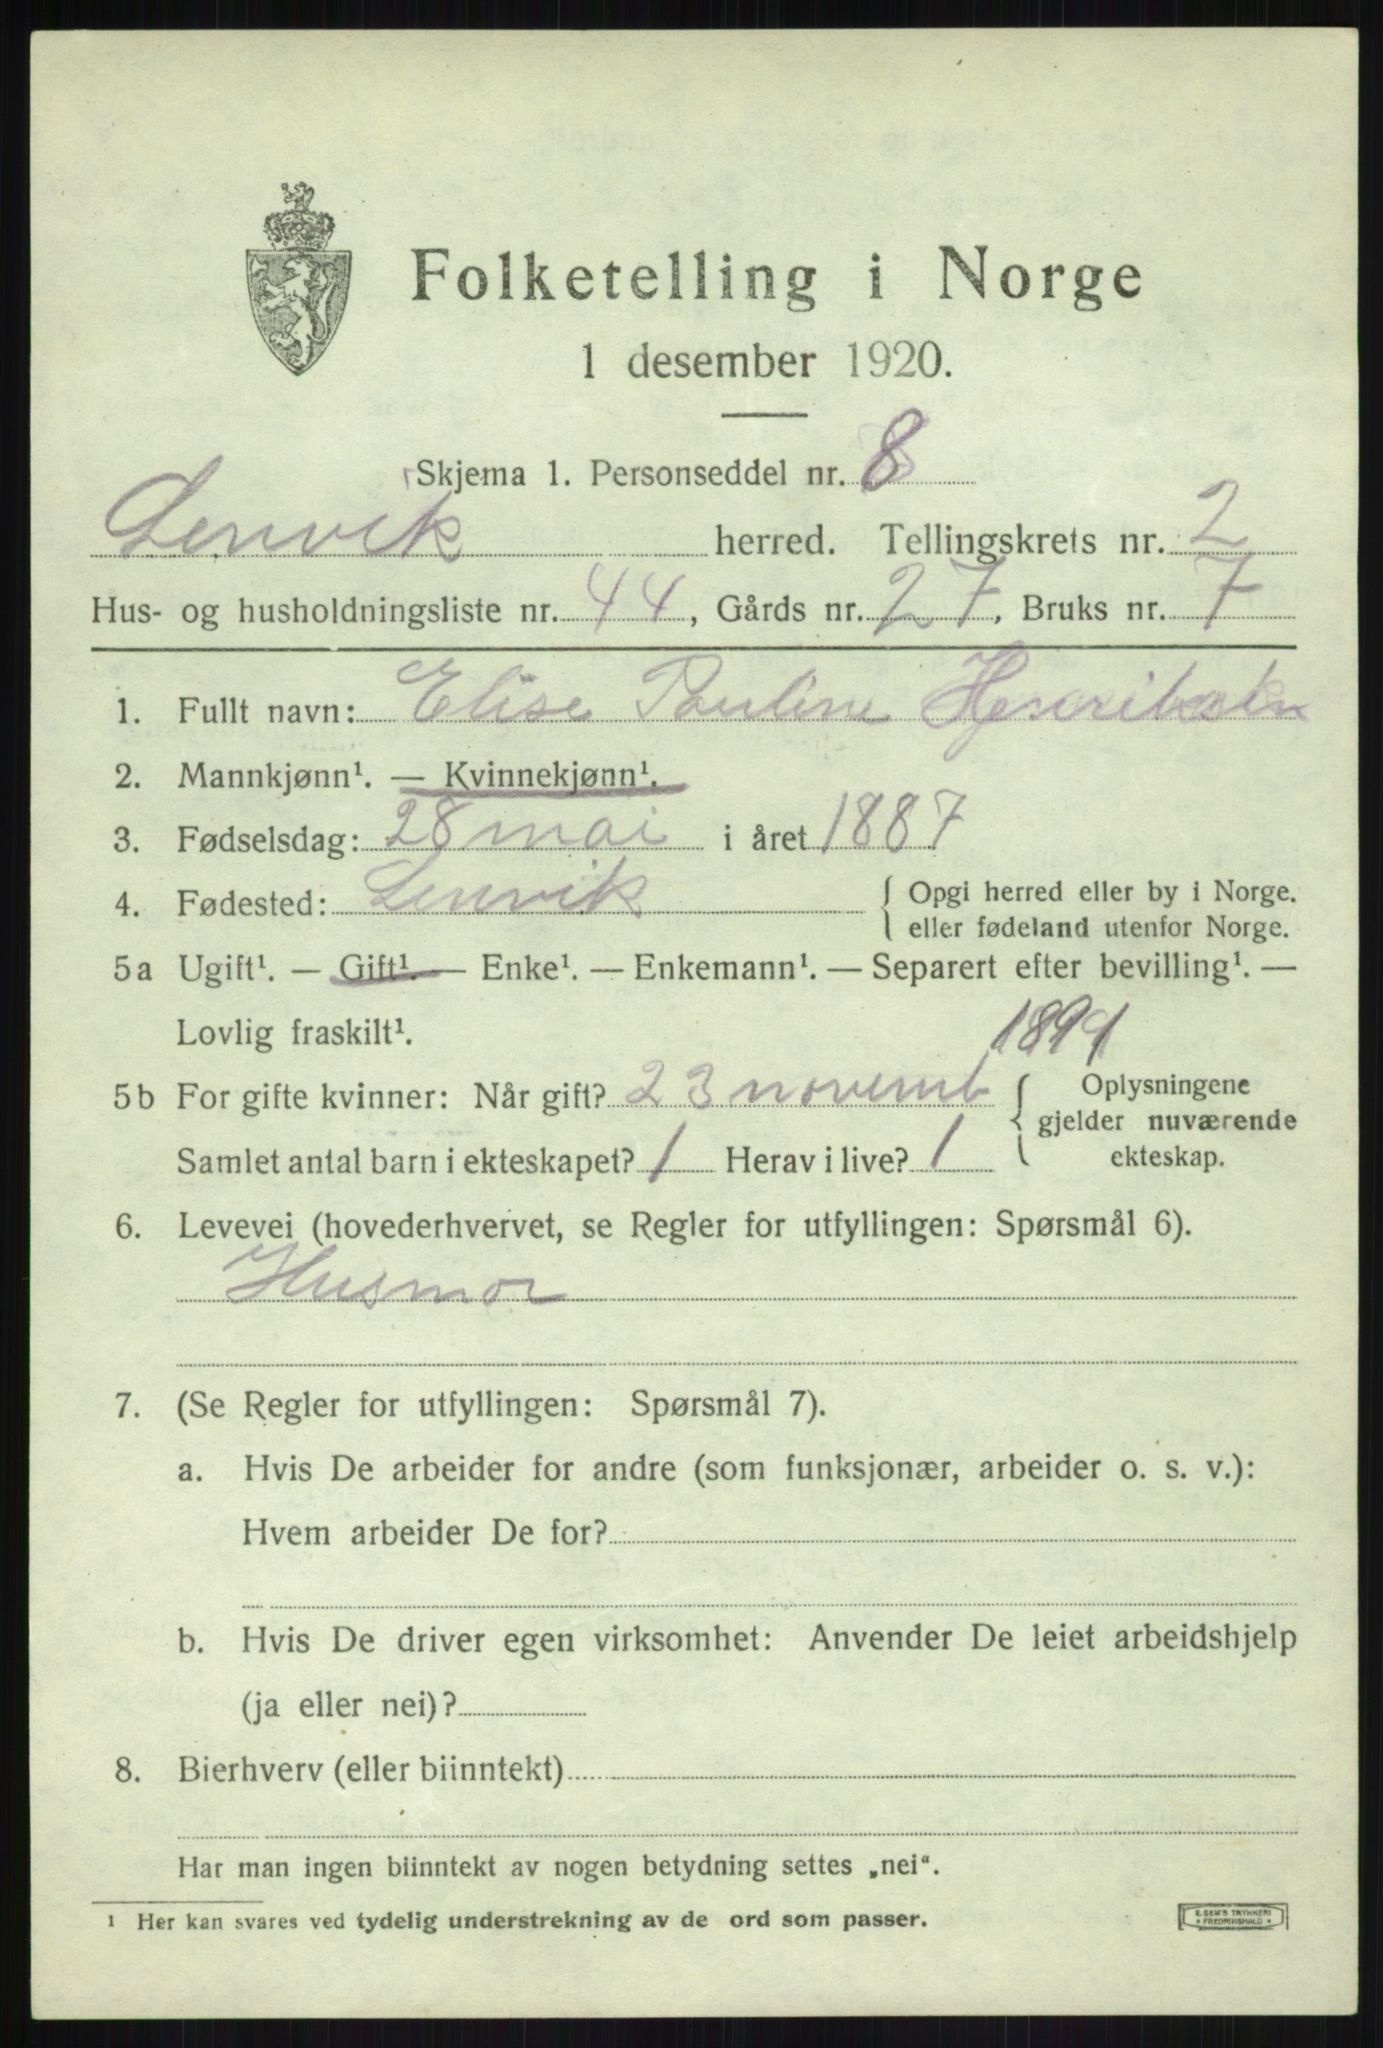 Folketelling i Norge
1 desember 1920.
Skjema 1. Personseddel nr. 8
Lenvik herred. Tellingskrets nr. 2
Hus- og husholdningsliste nr. 44, Gårds nr. 27, Bruks nr. 7
1. Fullt navn: Elise Pauline Henriksen
2. Mannkjønn¹. — Kvinnekjønn¹.
3. Fødselsdag: 28 mai i året 1887
4. Fødested: Lenvik { Opgi herred eller by i Norge.
eller fødeland utenfor Norge.
5a Ugift¹. — Gift¹. — Enke¹. — Enkemann¹. — Separert efter bevilling¹. —
Lovlig fraskilt¹.
5b For gifte kvinner: Når gift? 23 novemb { Oplysningene
gjelder nuværende
Samlet antal barn i ekteskapet? 1 Herav i live? 1 ekteskap.
6. Levevei (hovederhvervet, se Regler for utfyllingen: Spørsmål 6).
Husmor
7. (Se Regler for utfyllingen: Spørsmål 7).
a. Hvis De arbeider for andre (som funksjonær, arbeider o. s. v.):
Hvem arbeider De for?
b. Hvis De driver egen virksomhet: Anvender De leiet arbeidshjelp
(ja eller nei)?
8. Bierhverv (eller biinntekt)
Har man ingen biinntekt av nogen betydning settes „nei“.
¹ Her kan svares ved tydelig understrekning av de ord som passer.
E. SEM'S TRYKKERI
FREDRIKSHALD